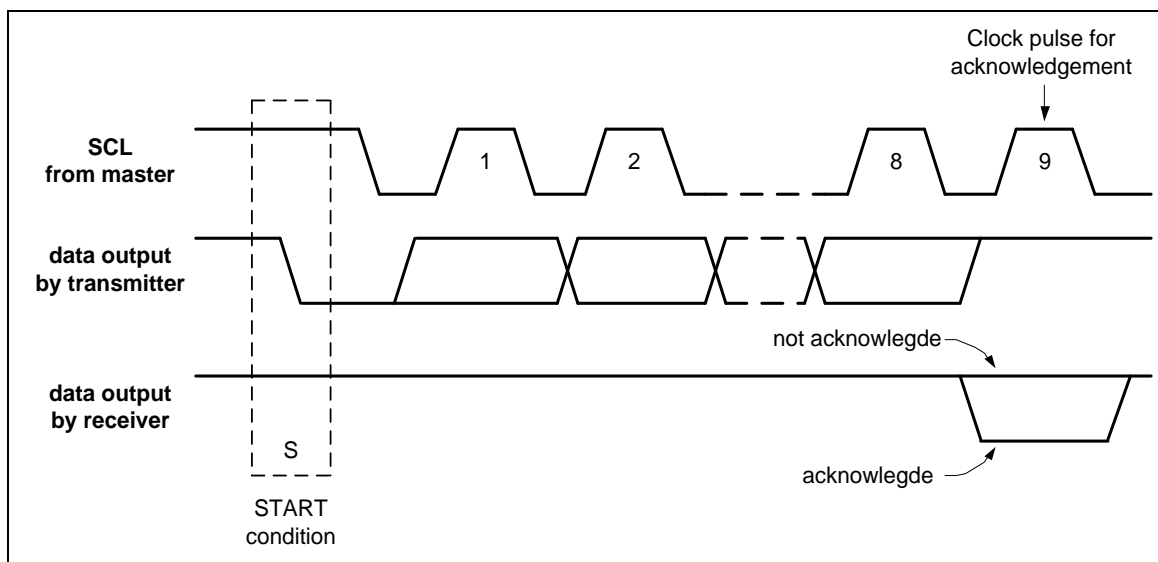 Clock pulse for
acknowledgement
SCL
from master
1
2
8
9
data output
by transmitter
not acknowlegde
data output
by receiver
S
acknowlegde
START
condition